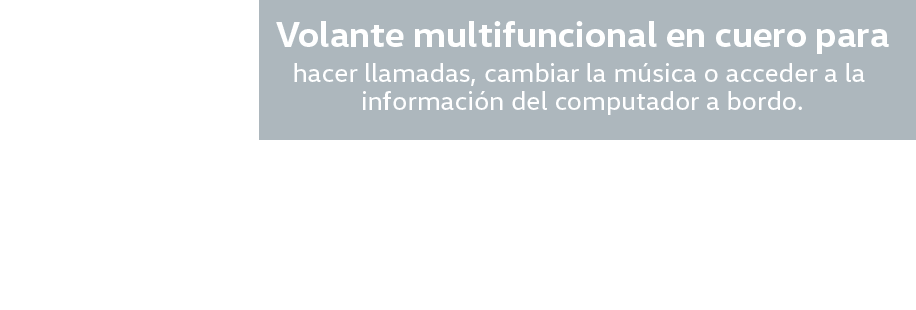 Volante multifuncional en cuero para
hacer llamadas, cambiar la música o acceder a la
información del computador a bordo.